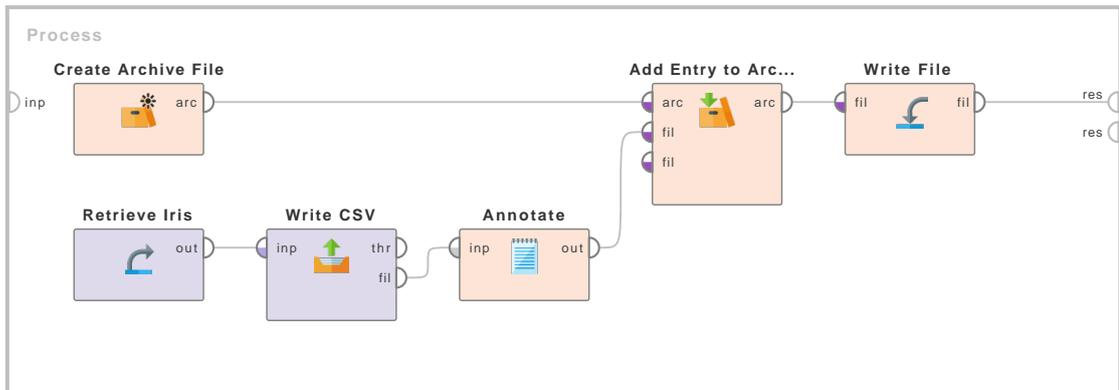 Process
Create Archive File
Add Entry to Arc...
Write File
inp
arc
arc
arc
fil
fil
res
fil
res
fil
Retrieve Iris
Write CSV
Annotate
out
inp
thr
inp
out
fil